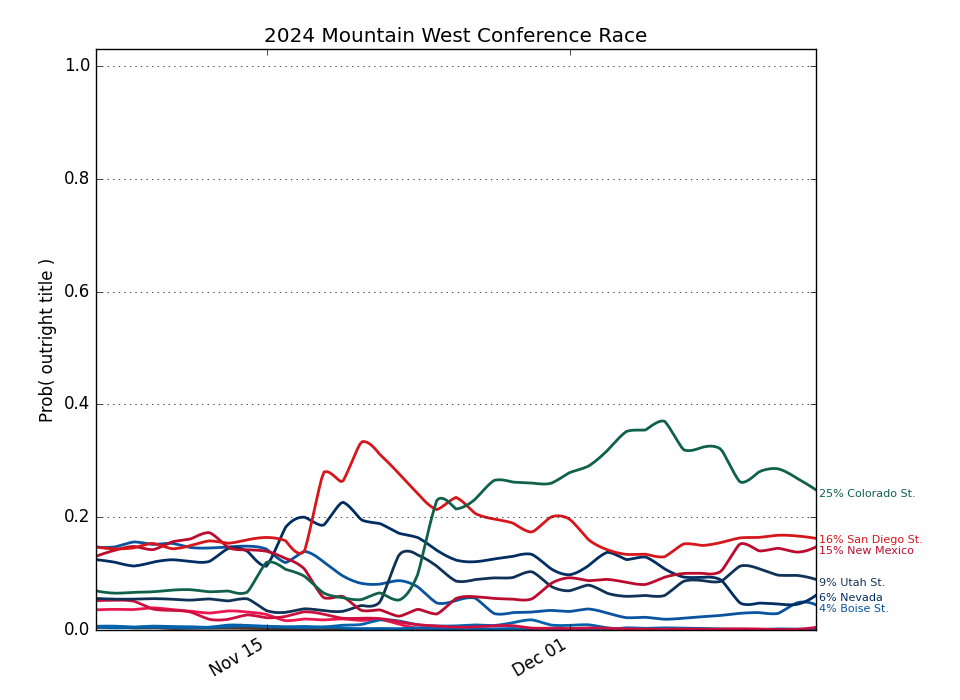 2024 Mountain West Conference Race
Prob( outright title )
1.0
0.8
0.6
0.4
0.2
0.0
Nov 15
Dec 01
25% Colorado St.
16% San Diego St.
15% New Mexico
9% Utah St.
6% Nevada
4% Boise St.